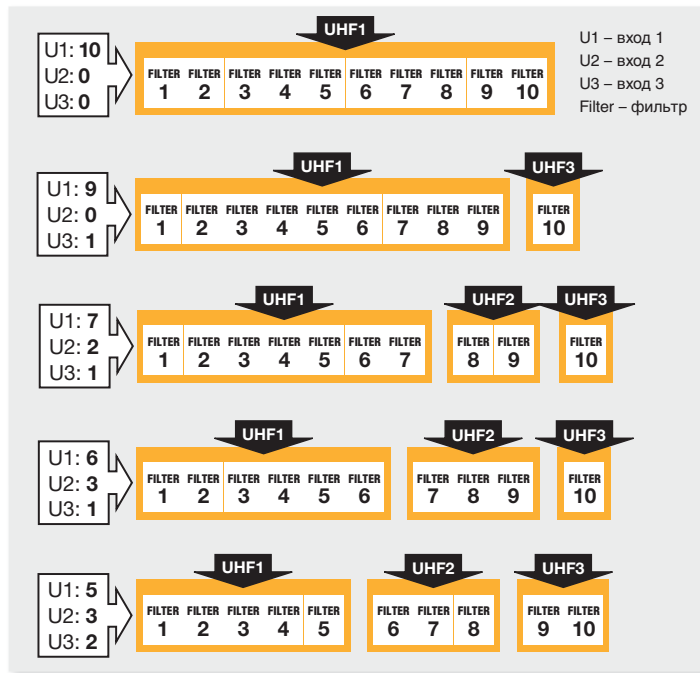 UHF1
U1: 10
U2: 0
U3: 0
FILTER FILTER FILTER FILTER FILTER FILTER FILTER FILTER FILTER FILTER
1 2 3 4 5 6 7 8 9 10
U1 – вход 1
U2 – вход 2
U3 – вход 3
Filter – фильтр
UHF1 UHF3
U1: 9
U2: 0
U3: 1
FILTER FILTER FILTER FILTER FILTER FILTER FILTER FILTER FILTER FILTER
1 2 3 4 5 6 7 8 9 10
UHF1 UHF2 UHF3
U1: 7
U2: 2
U3: 1
FILTER FILTER FILTER FILTER FILTER FILTER FILTER FILTER FILTER FILTER
1 2 3 4 5 6 7 8 9 10
UHF1 UHF2 UHF3
U1: 6
U2: 3
U3: 1
FILTER FILTER FILTER FILTER FILTER FILTER FILTER FILTER FILTER FILTER
1 2 3 4 5 6 7 8 9 10
UHF1 UHF2 UHF3
U1: 5
U2: 3
U3: 2
FILTER FILTER FILTER FILTER FILTER FILTER FILTER FILTER FILTER FILTER
1 2 3 4 5 6 7 8 9 10